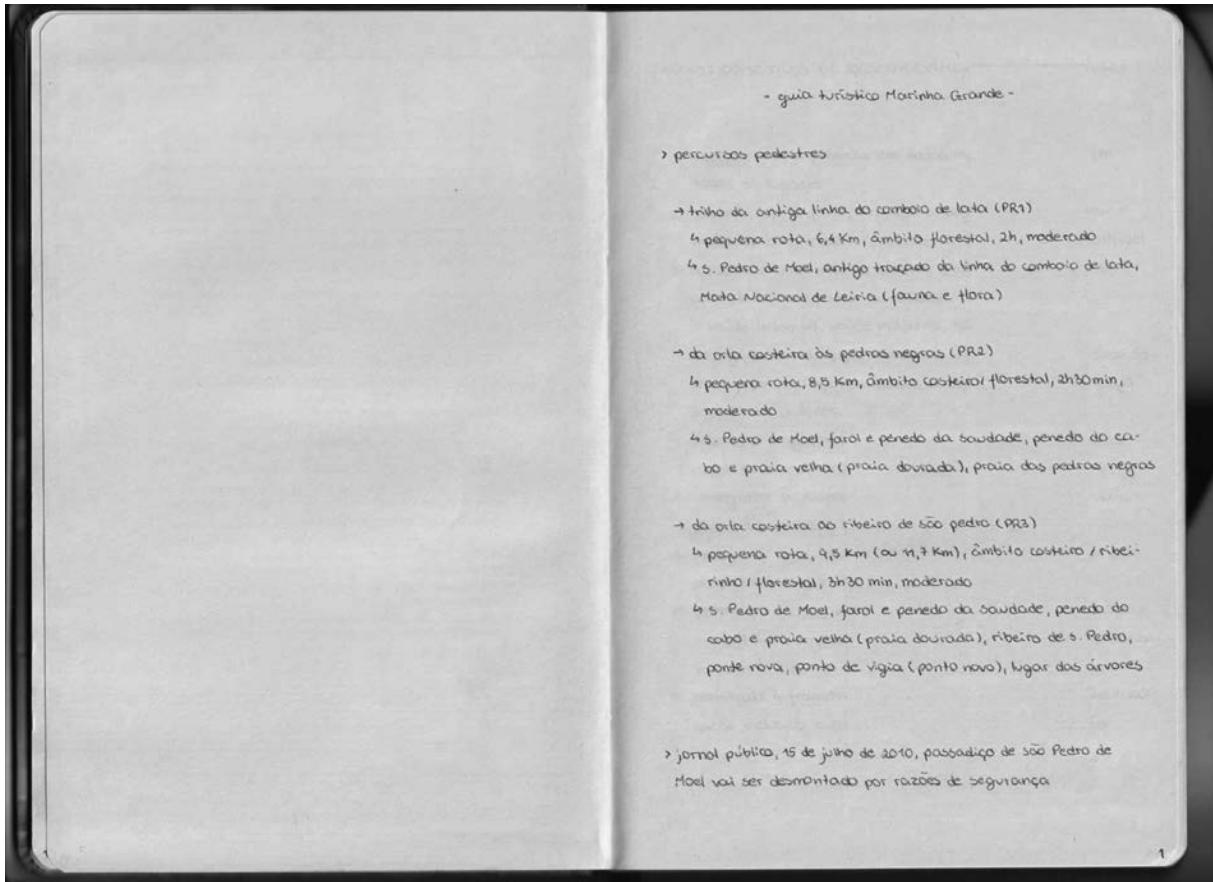 - guia turístico Marinha Grande -
> percursos pedestres
→ trilho da antiga linha do comboio de lata (PR1)
↳ pequena rota, 6,4 Km, âmbito florestal, 2h, moderado
↳ s. Pedro de Moel, antigo traçado da linha do comboio de lata,
Mata Nacional de Leiria (fauna e flora)
→ da orla costeira às pedras negras (PR2)
↳ pequena rota, 8,5 Km, âmbito costeiro/ florestal, 2h30min,
moderado
↳ s. Pedro de Moel, farol e penedo da saudade, penedo do ca-
bo e praia velha (praia dourada), praia das pedras negras
→ da orla costeira ao ribeiro de são pedro (PR3)
↳ pequena rota, 9,5 Km (ou 11,7 Km), âmbito costeiro / ribei-
rinho / florestal, 3h30 min, moderado
↳ s. Pedro de Moel, farol e penedo da saudade, penedo do
cabo e praia velha (praia dourada), ribeiro de s. Pedro,
ponte nova, ponto de vigia (ponto novo), lugar das árvores
> jornal público, 15 de julho de 2010, passadiço de são Pedro de
Moel vai ser desmontado por razões de segurança
1